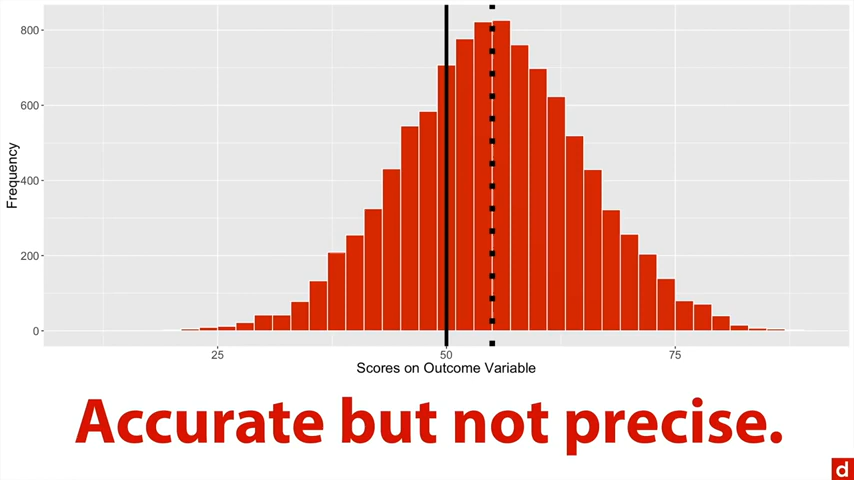 800
600
400
200
0
Frequency
25 50 75
Scores on Outcome Variable
Accurate but not precise.
d